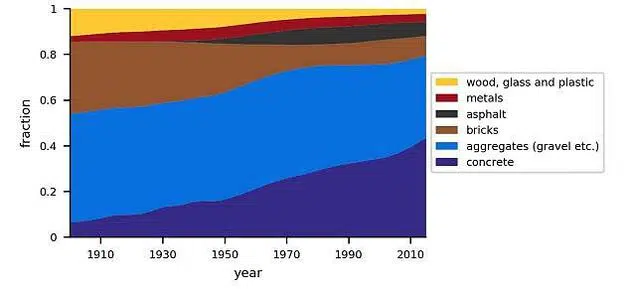 1
0.8
0.6
0.4
0.2
0
fraction
1910 1930 1950 1970 1990 2010
year
wood, glass and plastic
metals
asphalt
bricks
aggregates (gravel etc.)
concrete